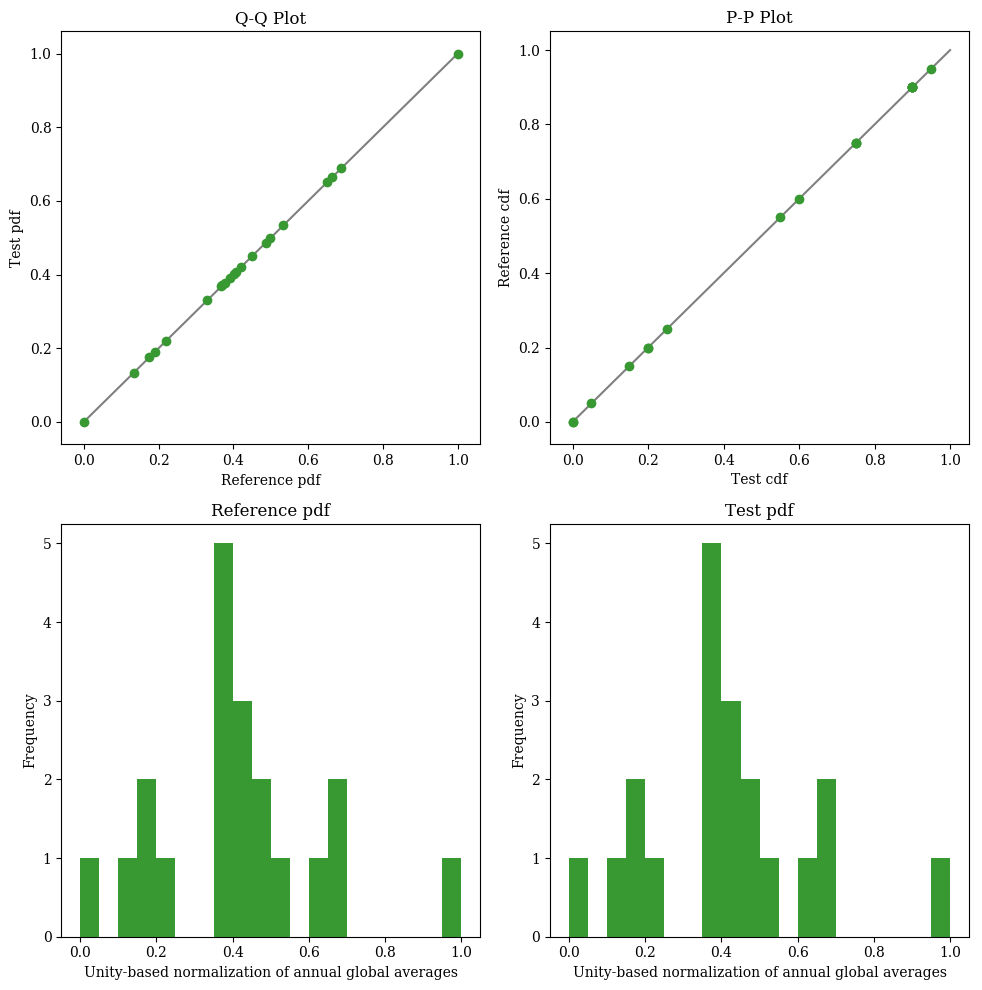 Q-Q Plot
1.0
0.8
0.6
0.4
0.2
0.0
Test pdf
0.0 0.2 0.4 0.6 0.8 1.0
Reference pdf
P-P Plot
1.0
0.8
0.6
0.4
0.2
0.0
Reference cdf
0.0 0.2 0.4 0.6 0.8 1.0
Test cdf
Reference pdf
5
4
3
2
1
0
Frequency
0.0 0.2 0.4 0.6 0.8 1.0
Unity-based normalization of annual global averages
Test pdf
5
4
3
2
1
0
Frequency
0.0 0.2 0.4 0.6 0.8 1.0
Unity-based normalization of annual global averages